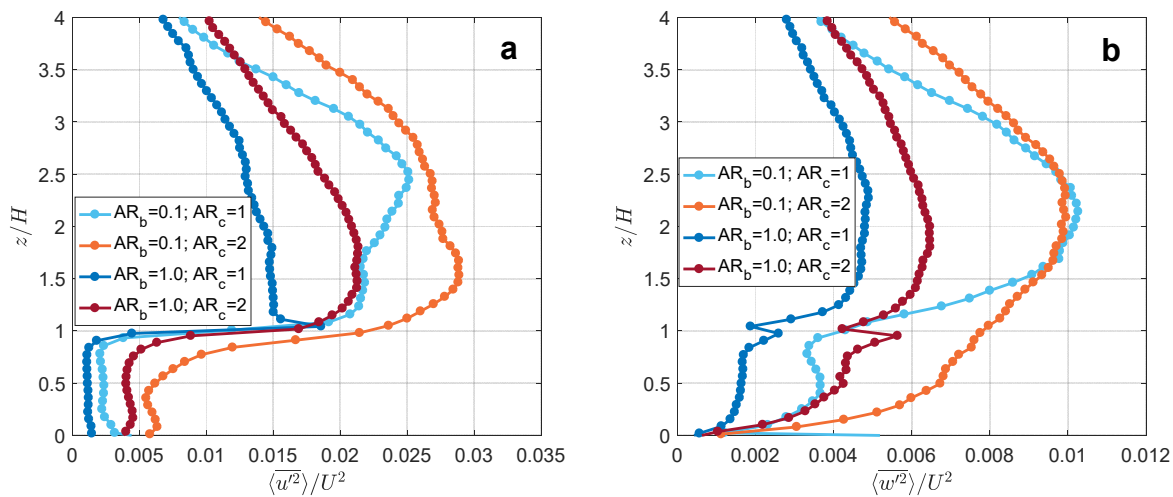 4
3.5
3
2.5
2
1.5
1
0.5
0
z/H
a
AR_b=0.1; AR_c=1
AR_b=0.1; AR_c=2
AR_b=1.0; AR_c=1
AR_b=1.0; AR_c=2
0 0.005 0.01 0.015 0.02 0.025 0.03 0.035
⟨\overline{u'^2}⟩/U^2
4
3.5
3
2.5
2
1.5
1
0.5
0
z/H
b
AR_b=0.1; AR_c=1
AR_b=0.1; AR_c=2
AR_b=1.0; AR_c=1
AR_b=1.0; AR_c=2
0 0.002 0.004 0.006 0.008 0.01 0.012
⟨\overline{w'^2}⟩/U^2